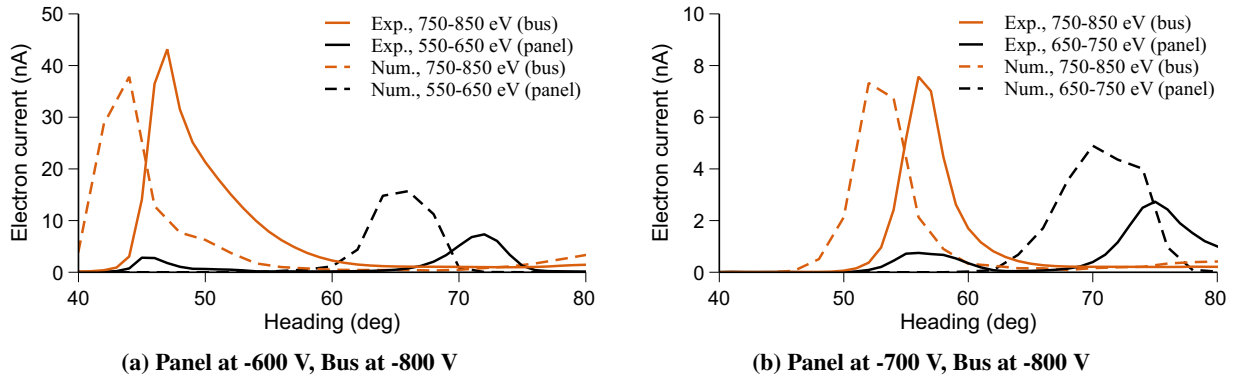 50
40
30
20
10
0
40
50
60
70
80
Electron current (nA)
Heading (deg)
Exp., 750-850 eV (bus)
Exp., 550-650 eV (panel)
Num., 750-850 eV (bus)
Num., 550-650 eV (panel)
(a) Panel at -600 V, Bus at -800 V
10
8
6
4
2
0
40
50
60
70
80
Electron current (nA)
Heading (deg)
Exp., 750-850 eV (bus)
Exp., 650-750 eV (panel)
Num., 750-850 eV (bus)
Num., 650-750 eV (panel)
(b) Panel at -700 V, Bus at -800 V